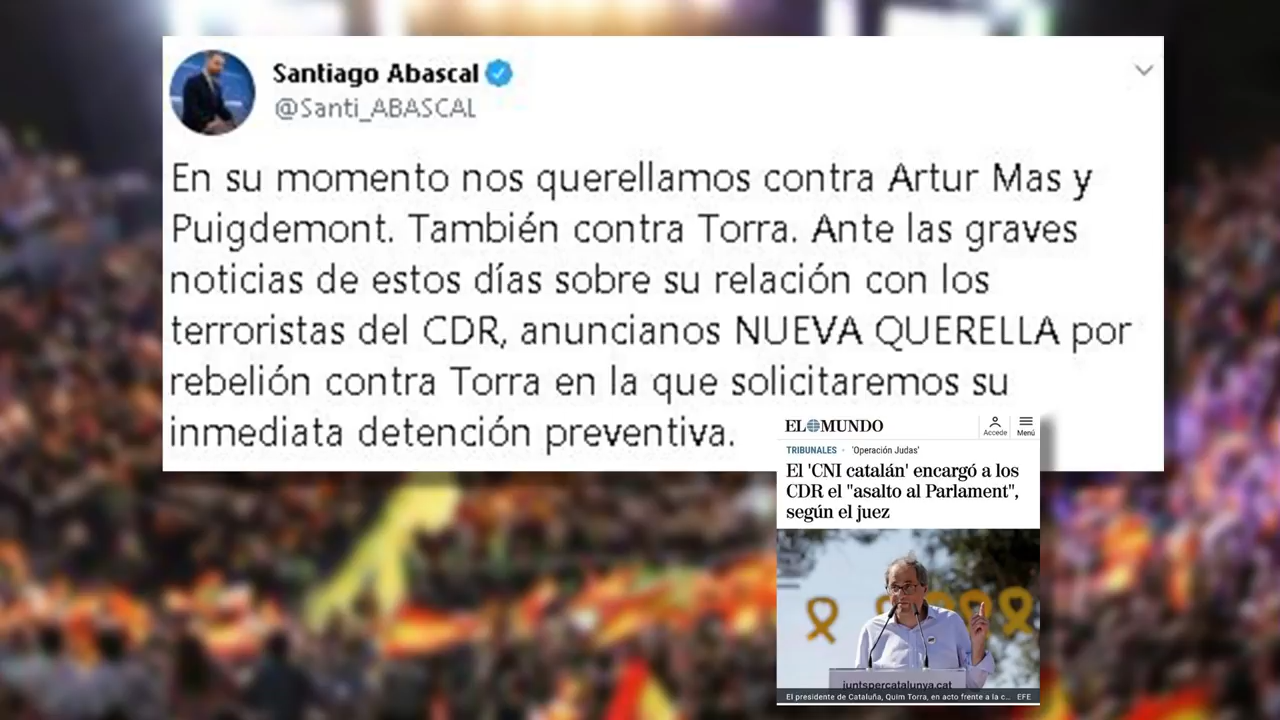 Santiago Abascal
@Santi_ABASCAL
En su momento nos querellamos contra Artur Mas y
Puigdemont. También contra Torra. Ante las graves
noticias de estos días sobre su relación con los
terroristas del CDR, anuncianos NUEVA QUERELLA por
rebelión contra Torra en la que solicitaremos su
inmediata detención preventiva.
EL MUNDO
Accede
Menú
TRIBUNALES · 'Operación Judas'
El 'CNI catalán' encargó a los
CDR el "asalto al Parlament",
según el juez
juntspercatalunya.cat
El presidente de Cataluña, Quim Torra, en acto frente a la c... EFE